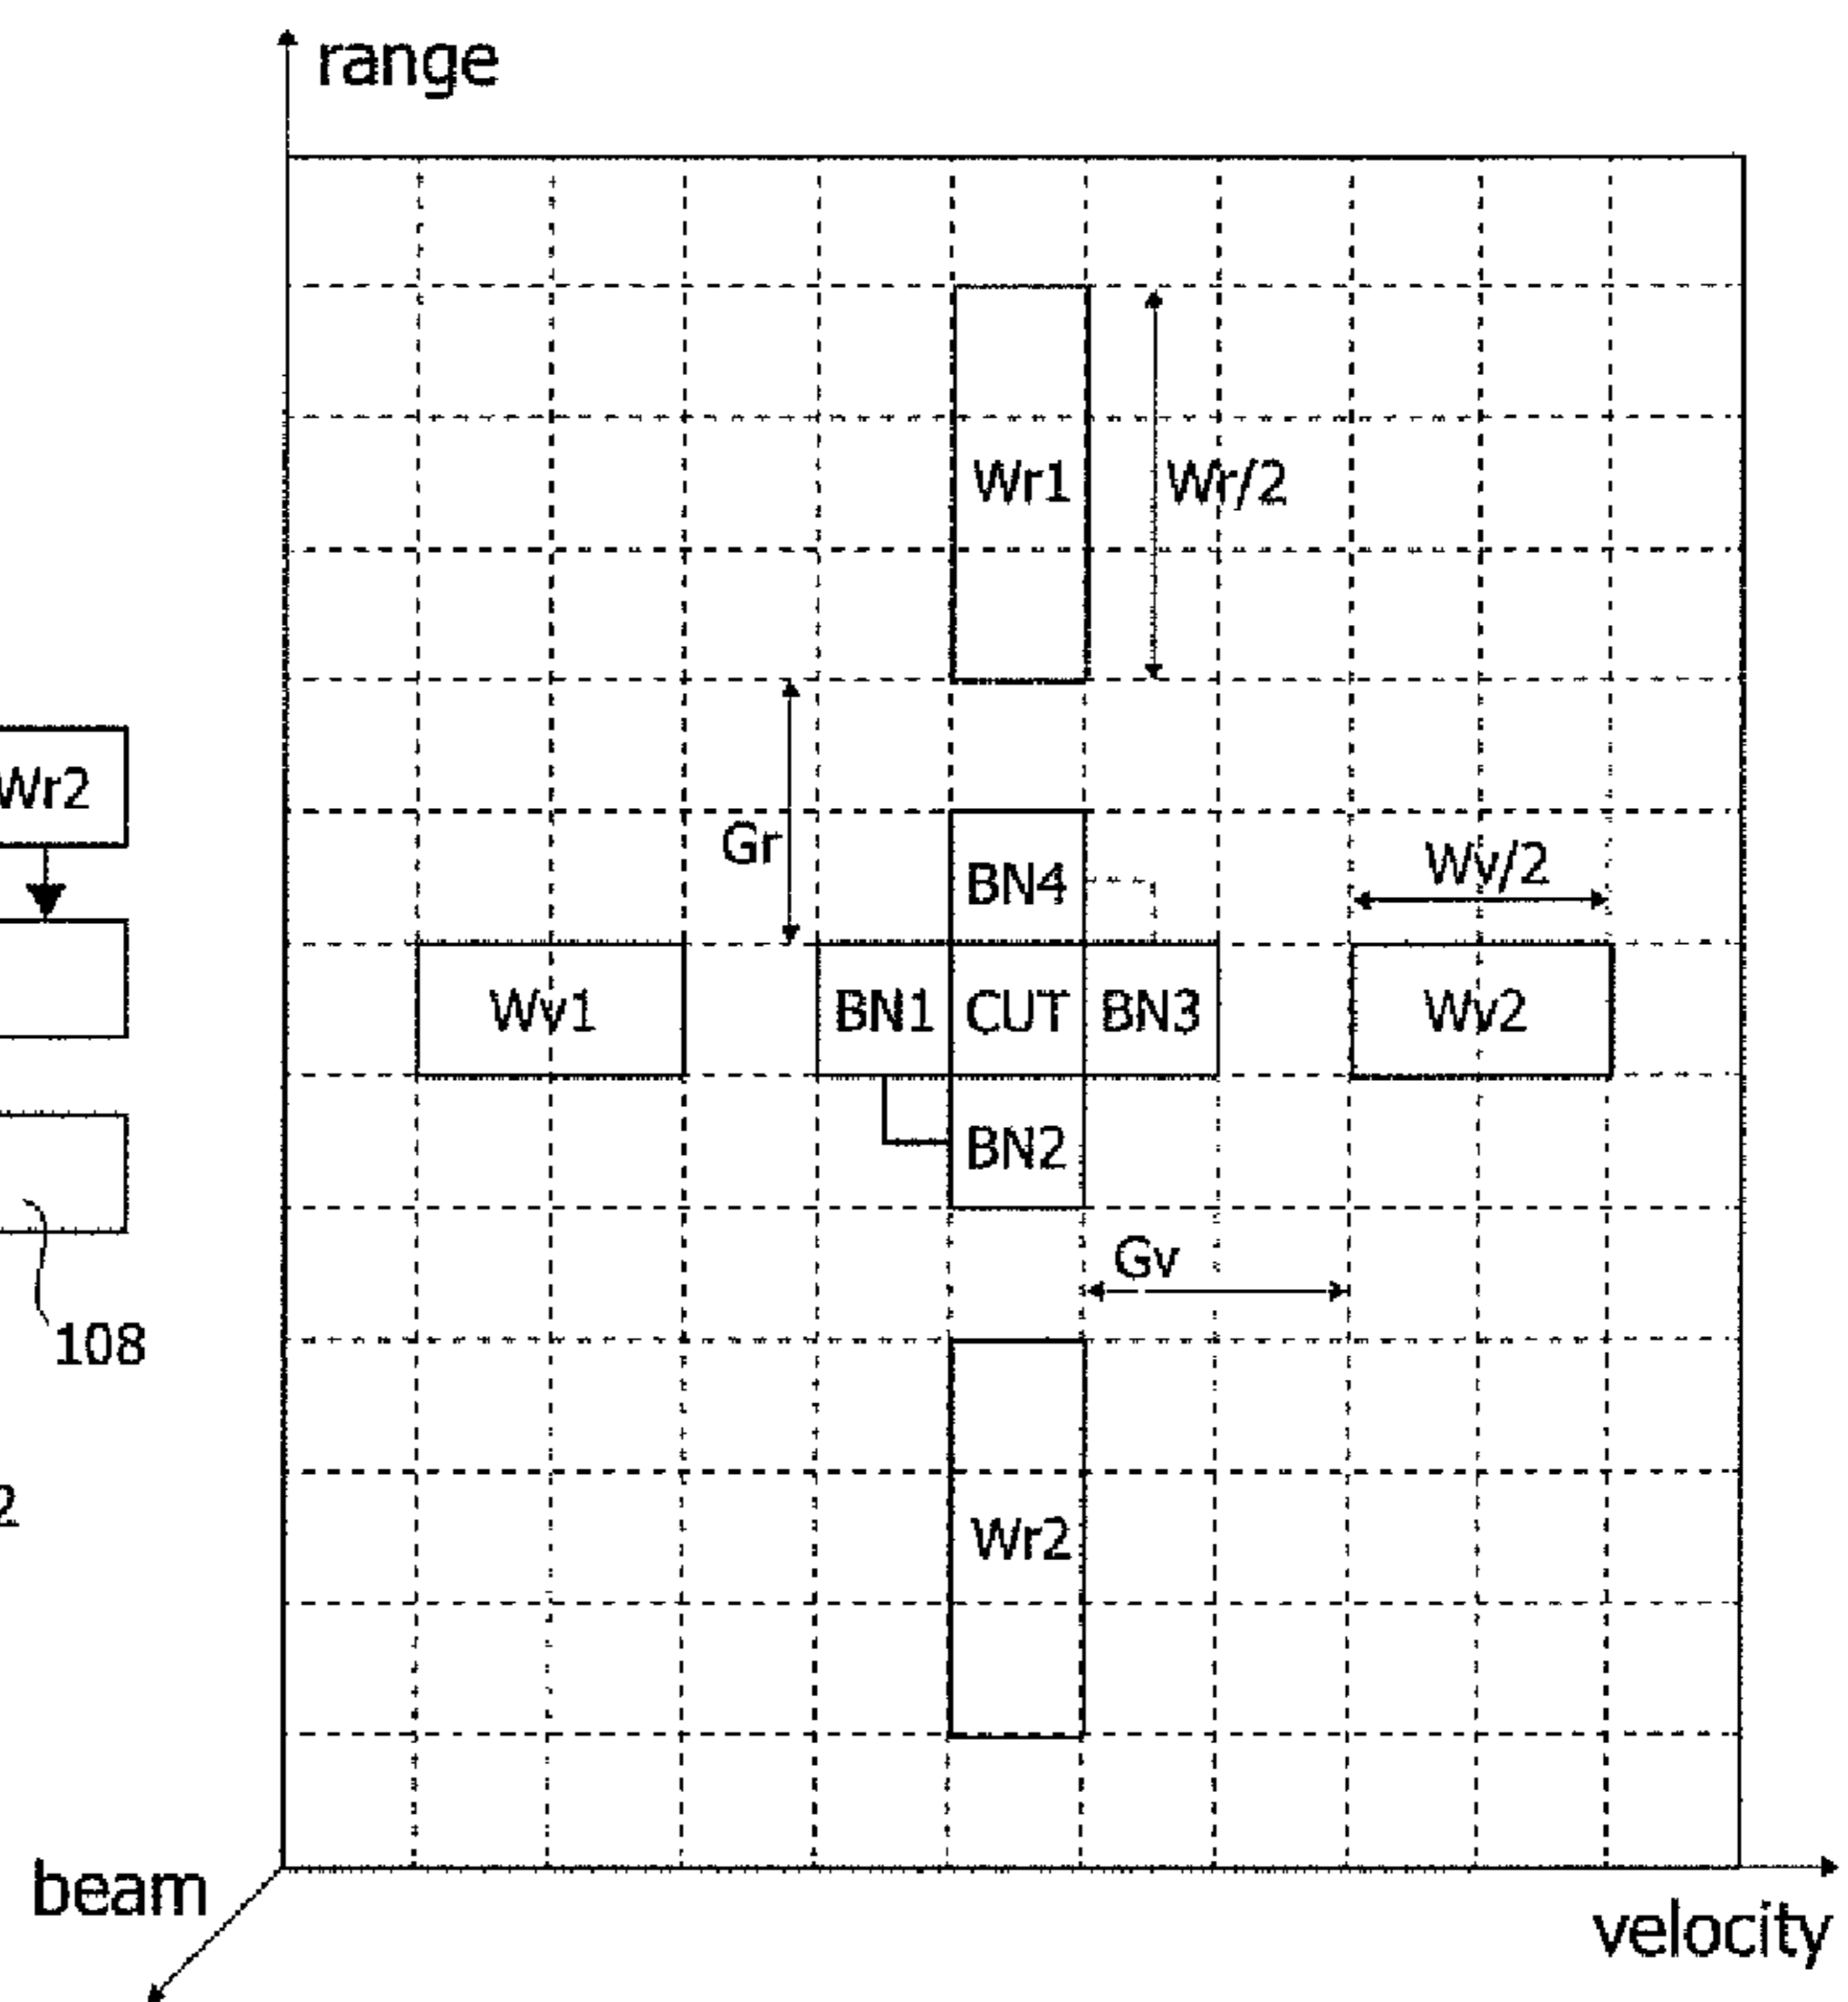 range
Wr1
Wr/2
Wr2
Gr
BN4
Wv/2
Wv1
BN1
CUT
BN3
Wv2
BN2
Gv
108
2
Wr2
beam
velocity